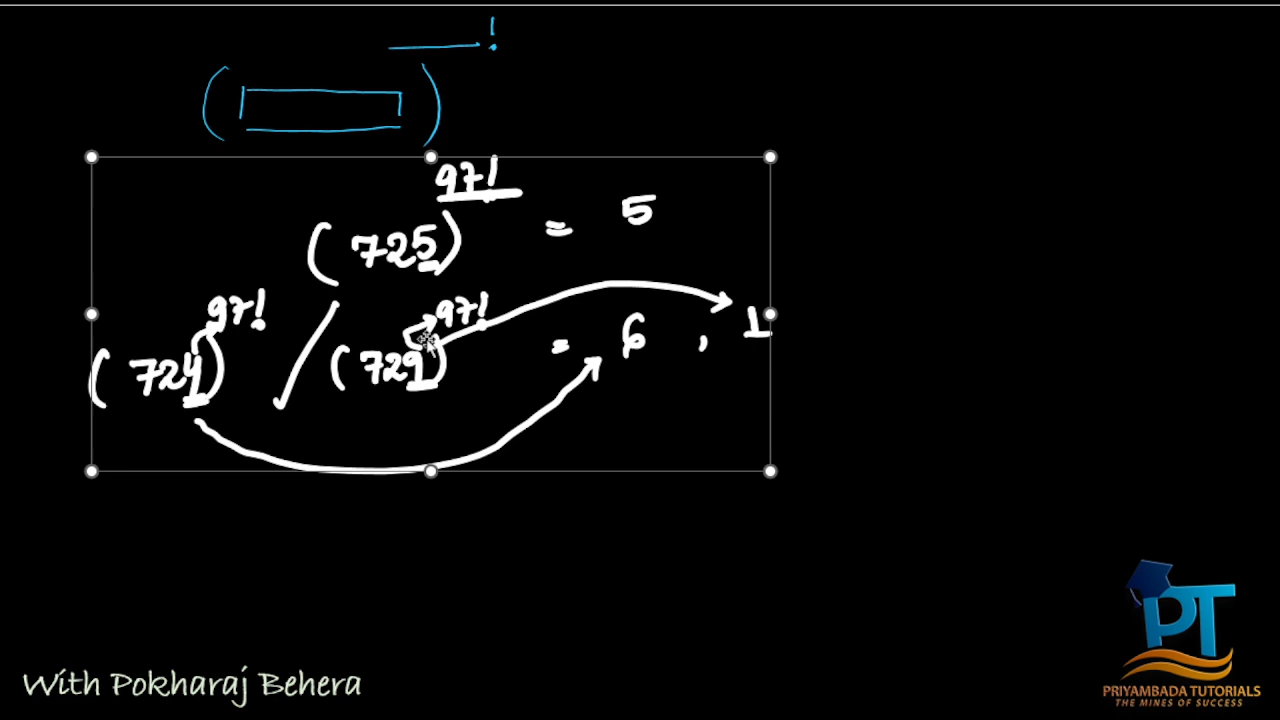 !
( )
(725)^97! = 5
(724)^97! / (729)^97! = 6, 1
With Pokharaj Behera
PT
PRIYAMBADA TUTORIALS
THE MINES OF SUCCESS